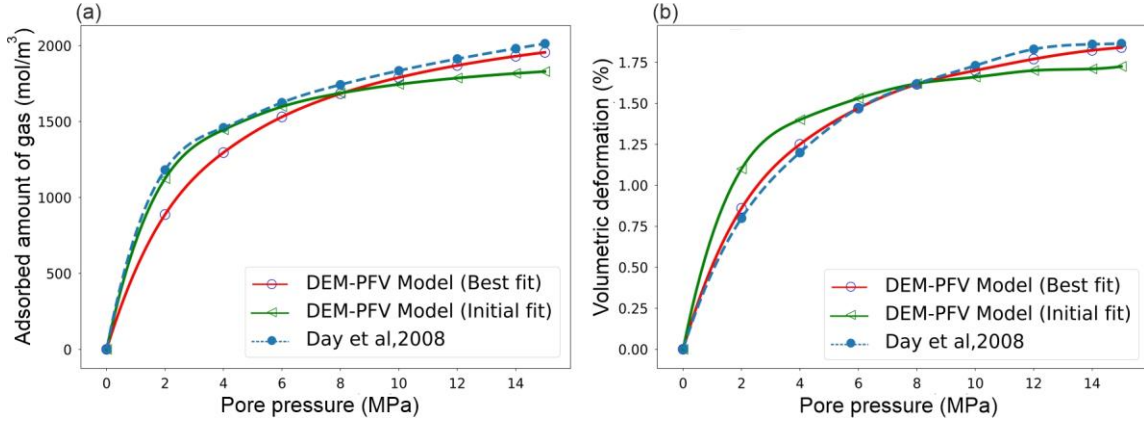 (a)
Adsorbed amount of gas (mol/m³)
2000
1500
1000
500
0
0 2 4 6 8 10 12 14
Pore pressure (MPa)
DEM-PFV Model (Best fit)
DEM-PFV Model (Initial fit)
Day et al,2008
(b)
Volumetric deformation (%)
1.75
1.50
1.25
1.00
0.75
0.50
0.25
0.00
0 2 4 6 8 10 12 14
Pore pressure (MPa)
DEM-PFV Model (Best fit)
DEM-PFV Model (Initial fit)
Day et al,2008